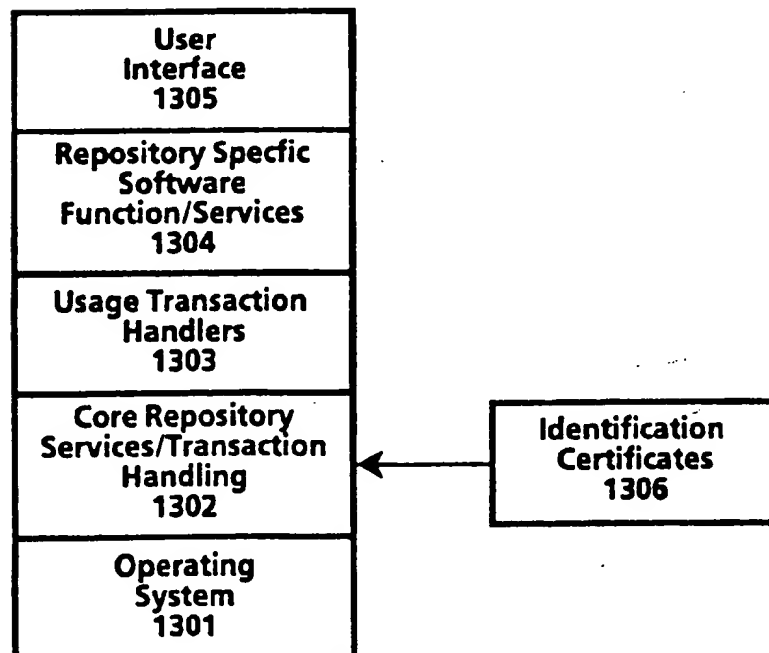 User
Interface
1305
Repository Specfic
Software
Function/Services
1304
Usage Transaction
Handlers
1303
Core Repository
Services/Transaction
Handling
1302
Identification
Certificates
1306
Operating
System
1301